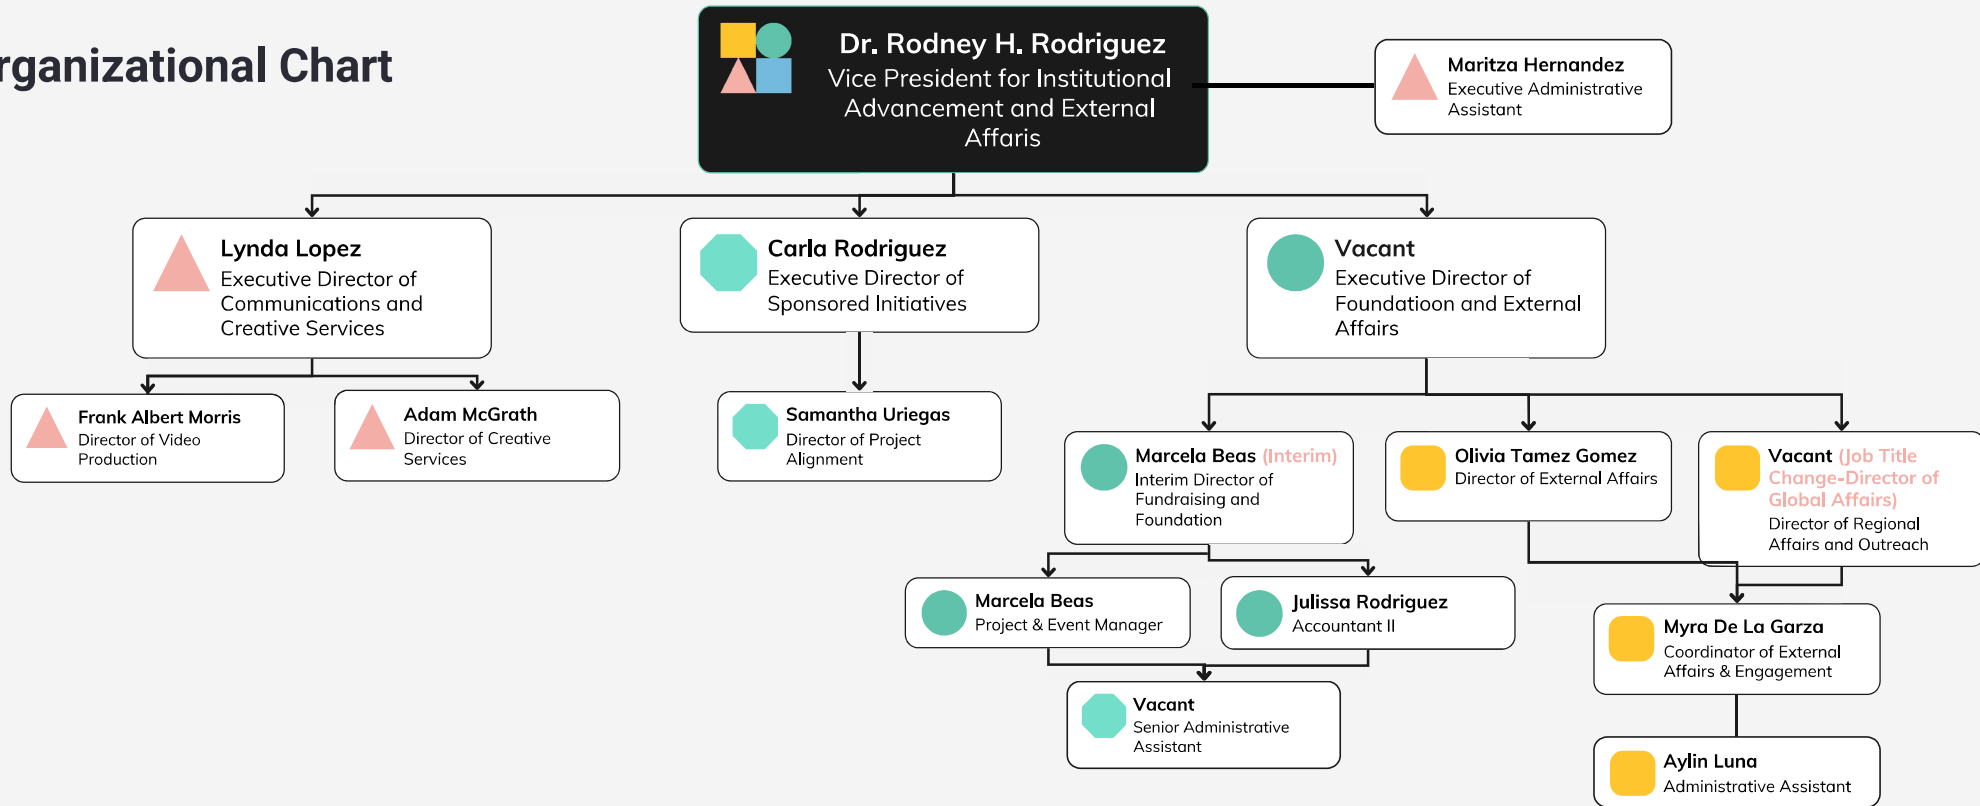 rganizational Chart
Dr. Rodney H. Rodriguez
Vice President for Institutional
Advancement and External
Affaris
Maritza Hernandez
Executive Administrative
Assistant
Lynda Lopez
Executive Director of
Communications and
Creative Services
Carla Rodriguez
Executive Director of
Sponsored Initiatives
Vacant
Executive Director of
Foundatioon and External
Affairs
Frank Albert Morris
Director of Video
Production
Adam McGrath
Director of Creative
Services
Samantha Uriegas
Director of Project
Alignment
Marcela Beas (Interim)
Interim Director of
Fundraising and
Foundation
Olivia Tamez Gomez
Director of External Affairs
Vacant (Job Title
Change-Director of
Global Affairs)
Director of Regional
Affairs and Outreach
Marcela Beas
Project & Event Manager
Julissa Rodriguez
Accountant II
Myra De La Garza
Coordinator of External
Affairs & Engagement
Vacant
Senior Administrative
Assistant
Aylin Luna
Administrative Assistant